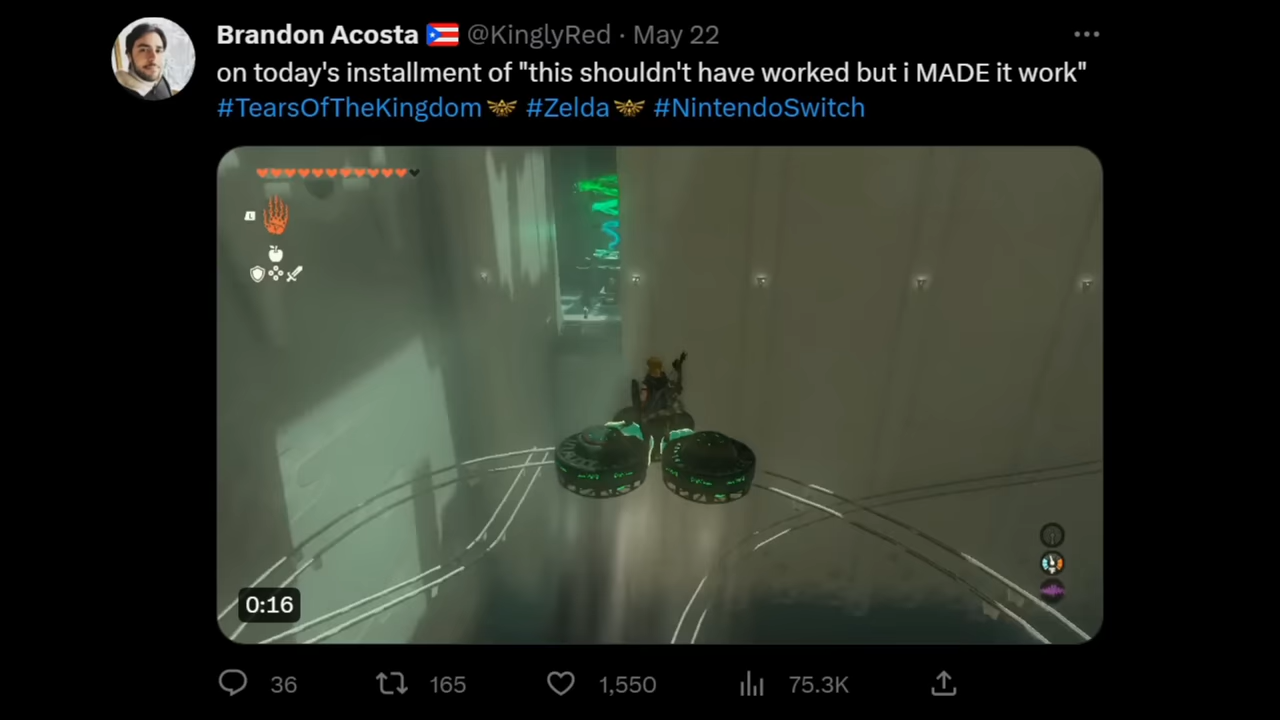 Brandon Acosta 🇵🇷 @KinglyRed · May 22
on today's installment of "this shouldn't have worked but i MADE it work"
#TearsOfTheKingdom #Zelda #NintendoSwitch
L
0:16
36 165 1,550 75.3K